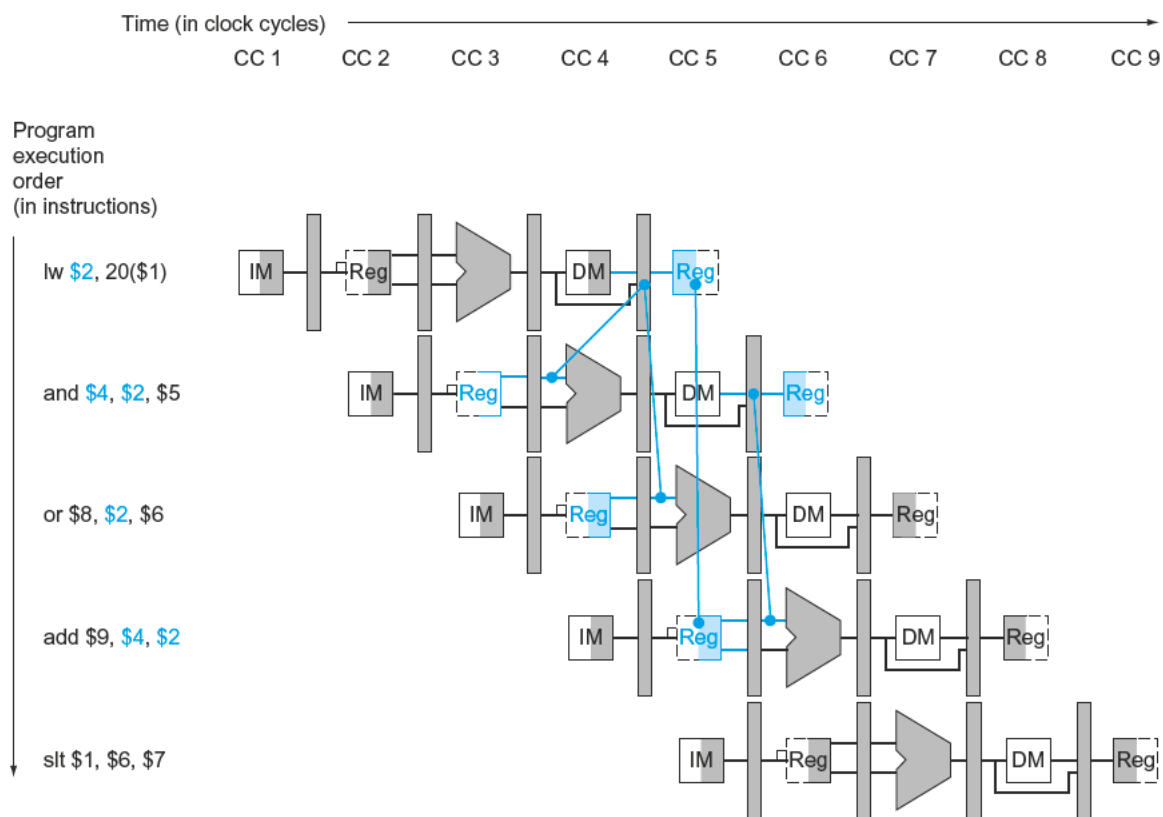 Time (in clock cycles)
CC 1 CC 2 CC 3 CC 4 CC 5 CC 6 CC 7 CC 8 CC 9
Program
execution
order
(in instructions)
lw $2, 20($1)
IM Reg DM Reg
and $4, $2, $5
IM Reg DM Reg
or $8, $2, $6
IM Reg DM Reg
add $9, $4, $2
IM Reg DM Reg
slt $1, $6, $7
IM Reg DM Reg